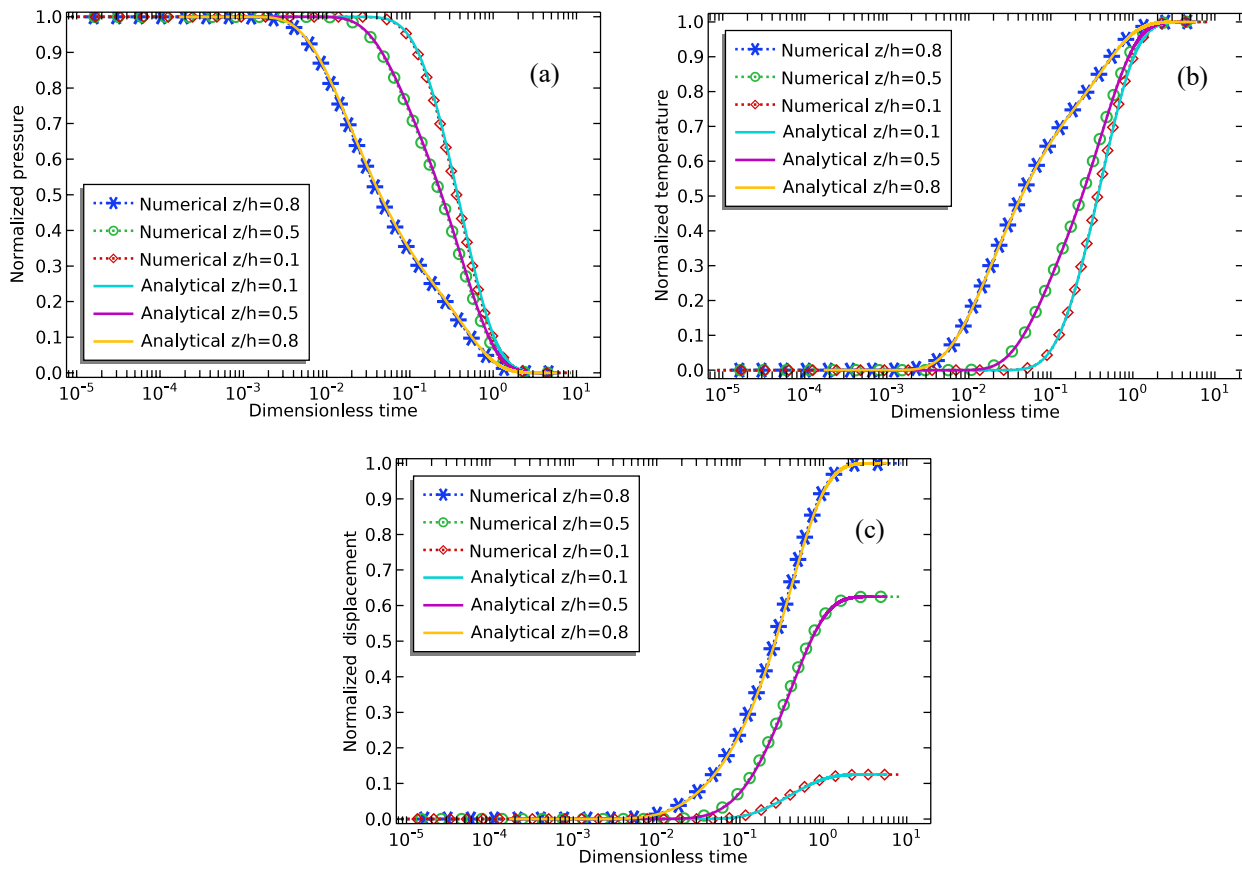 1.0
0.9
0.8
0.7
0.6
0.5
0.4
0.3
0.2
0.1
0.0
Normalized pressure
(a)
Numerical z/h=0.8
Numerical z/h=0.5
Numerical z/h=0.1
Analytical z/h=0.1
Analytical z/h=0.5
Analytical z/h=0.8
10⁻⁵ 10⁻⁴ 10⁻³ 10⁻² 10⁻¹ 10⁰ 10¹
Dimensionless time
1.0
0.9
0.8
0.7
0.6
0.5
0.4
0.3
0.2
0.1
0.0
Normalized temperature
(b)
Numerical z/h=0.8
Numerical z/h=0.5
Numerical z/h=0.1
Analytical z/h=0.1
Analytical z/h=0.5
Analytical z/h=0.8
10⁻⁵ 10⁻⁴ 10⁻³ 10⁻² 10⁻¹ 10⁰ 10¹
Dimensionless time
1.0
0.9
0.8
0.7
0.6
0.5
0.4
0.3
0.2
0.1
0.0
Normalized displacement
(c)
Numerical z/h=0.8
Numerical z/h=0.5
Numerical z/h=0.1
Analytical z/h=0.1
Analytical z/h=0.5
Analytical z/h=0.8
10⁻⁵ 10⁻⁴ 10⁻³ 10⁻² 10⁻¹ 10⁰ 10¹
Dimensionless time